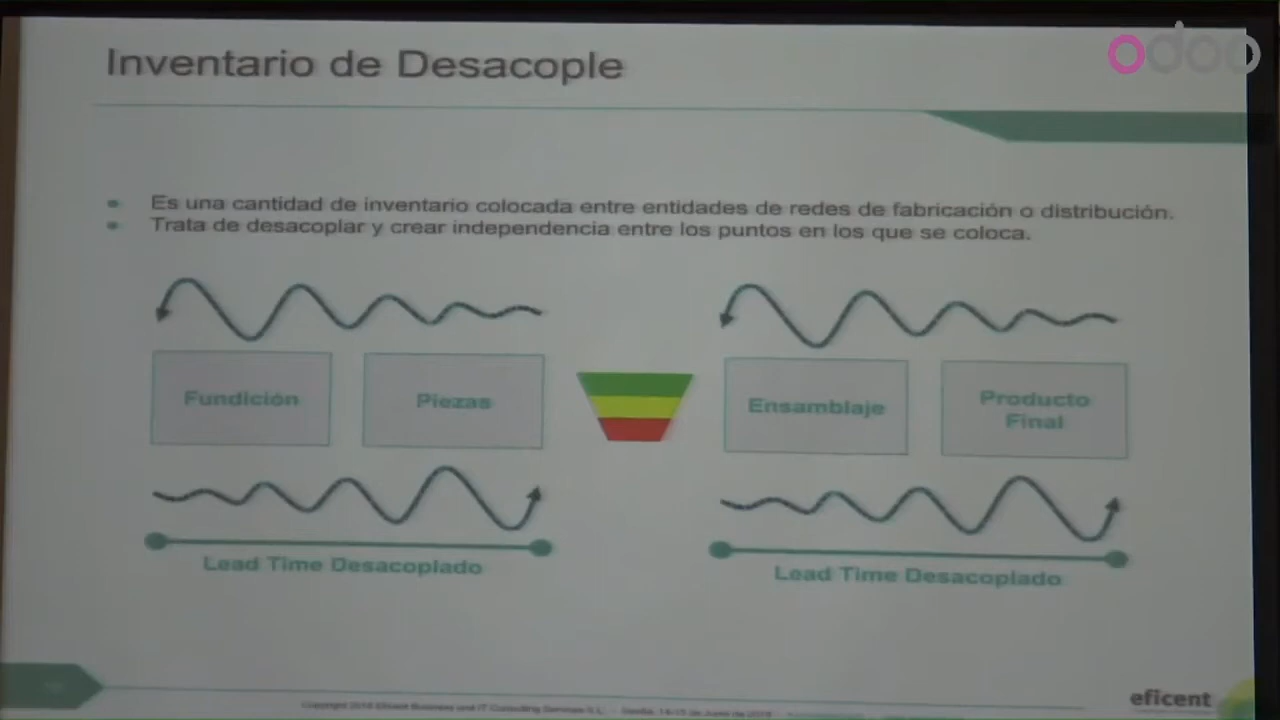 odoo
Inventario de Desacople
Es una cantidad de inventario colocada entre entidades de redes de fabricación o distribución.
Trata de desacoplar y crear independencia entre los puntos en los que se coloca.
Fundición
Piezas
Ensamblaje
Producto
Final
Lead Time Desacoplado
Lead Time Desacoplado
eficent